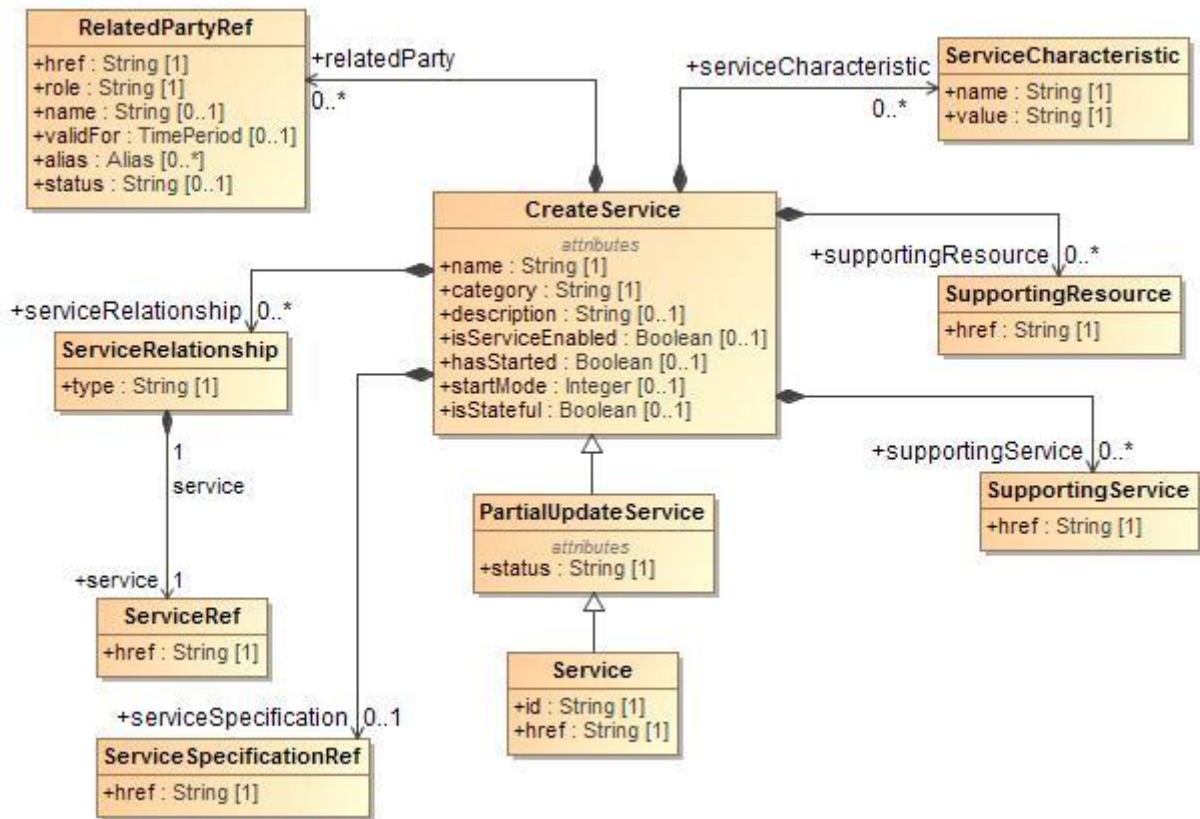 RelatedPartyRef
+href : String [1]
+role : String [1]
+name : String [0..1]
+validFor : TimePeriod [0..1]
+alias : Alias [0..*]
+status : String [0..1]
+relatedParty
0..*
+serviceCharacteristic
0..*
ServiceCharacteristic
+name : String [1]
+value : String [1]
CreateService
attributes
+name : String [1]
+category : String [1]
+description : String [0..1]
+isServiceEnabled : Boolean [0..1]
+hasStarted : Boolean [0..1]
+startMode : Integer [0..1]
+isStateful : Boolean [0..1]
+supportingResource 0..*
SupportingResource
+href : String [1]
+serviceRelationship 0..*
ServiceRelationship
+type : String [1]
1
service
+service 1
ServiceRef
+href : String [1]
+supportingService 0..*
SupportingService
+href : String [1]
PartialUpdateService
attributes
+status : String [1]
Service
+id : String [1]
+href : String [1]
+serviceSpecification 0..1
ServiceSpecificationRef
+href : String [1]